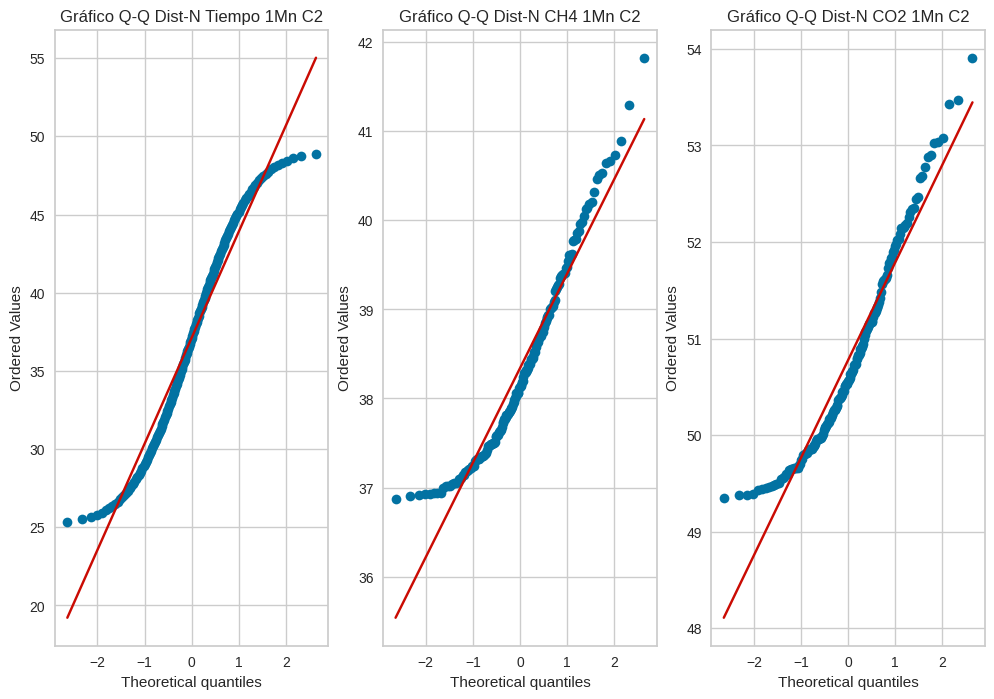 Gráfico Q-Q Dist-N Tiempo 1Mn C2
Ordered Values
55
50
45
40
35
30
25
20
−2 −1 0 1 2
Theoretical quantiles
Gráfico Q-Q Dist-N CH4 1Mn C2
Ordered Values
42
41
40
39
38
37
36
−2 −1 0 1 2
Theoretical quantiles
Gráfico Q-Q Dist-N CO2 1Mn C2
Ordered Values
54
53
52
51
50
49
48
−2 −1 0 1 2
Theoretical quantiles